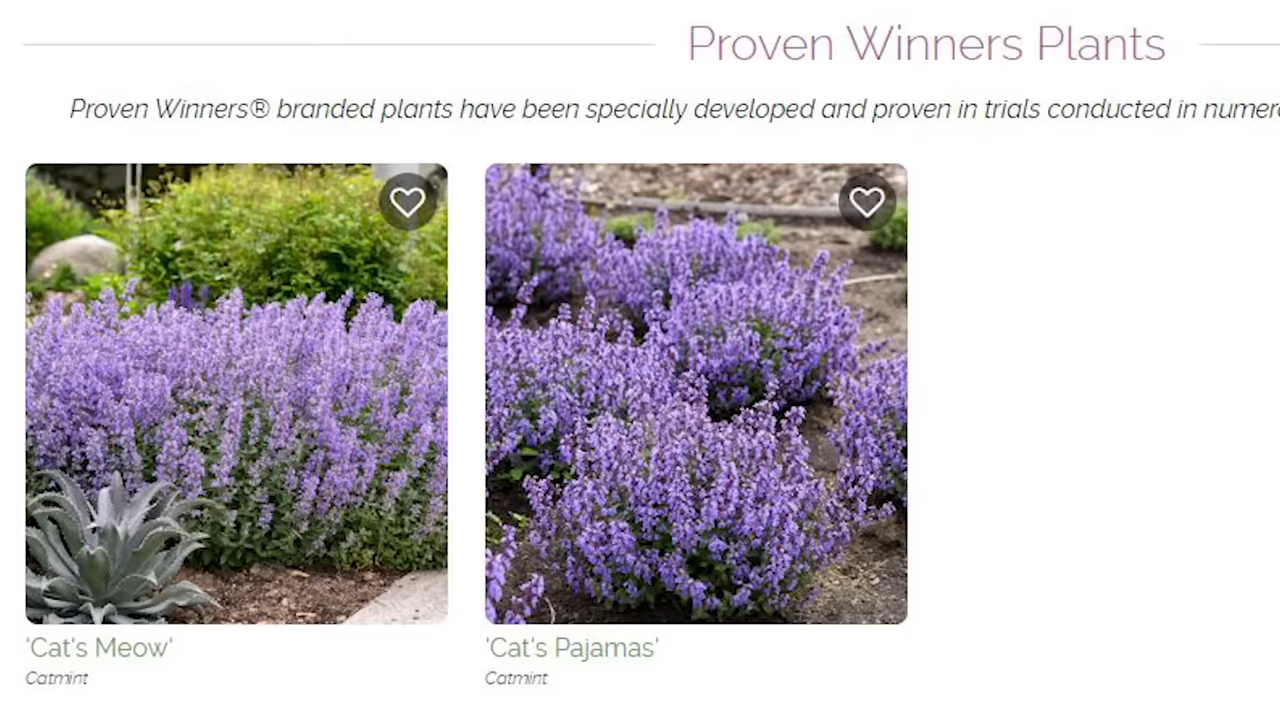 Proven Winners Plants
Proven Winners® branded plants have been specially developed and proven in trials conducted in
'Cat's Meow'
Catmint
'Cat's Pajamas'
Catmint